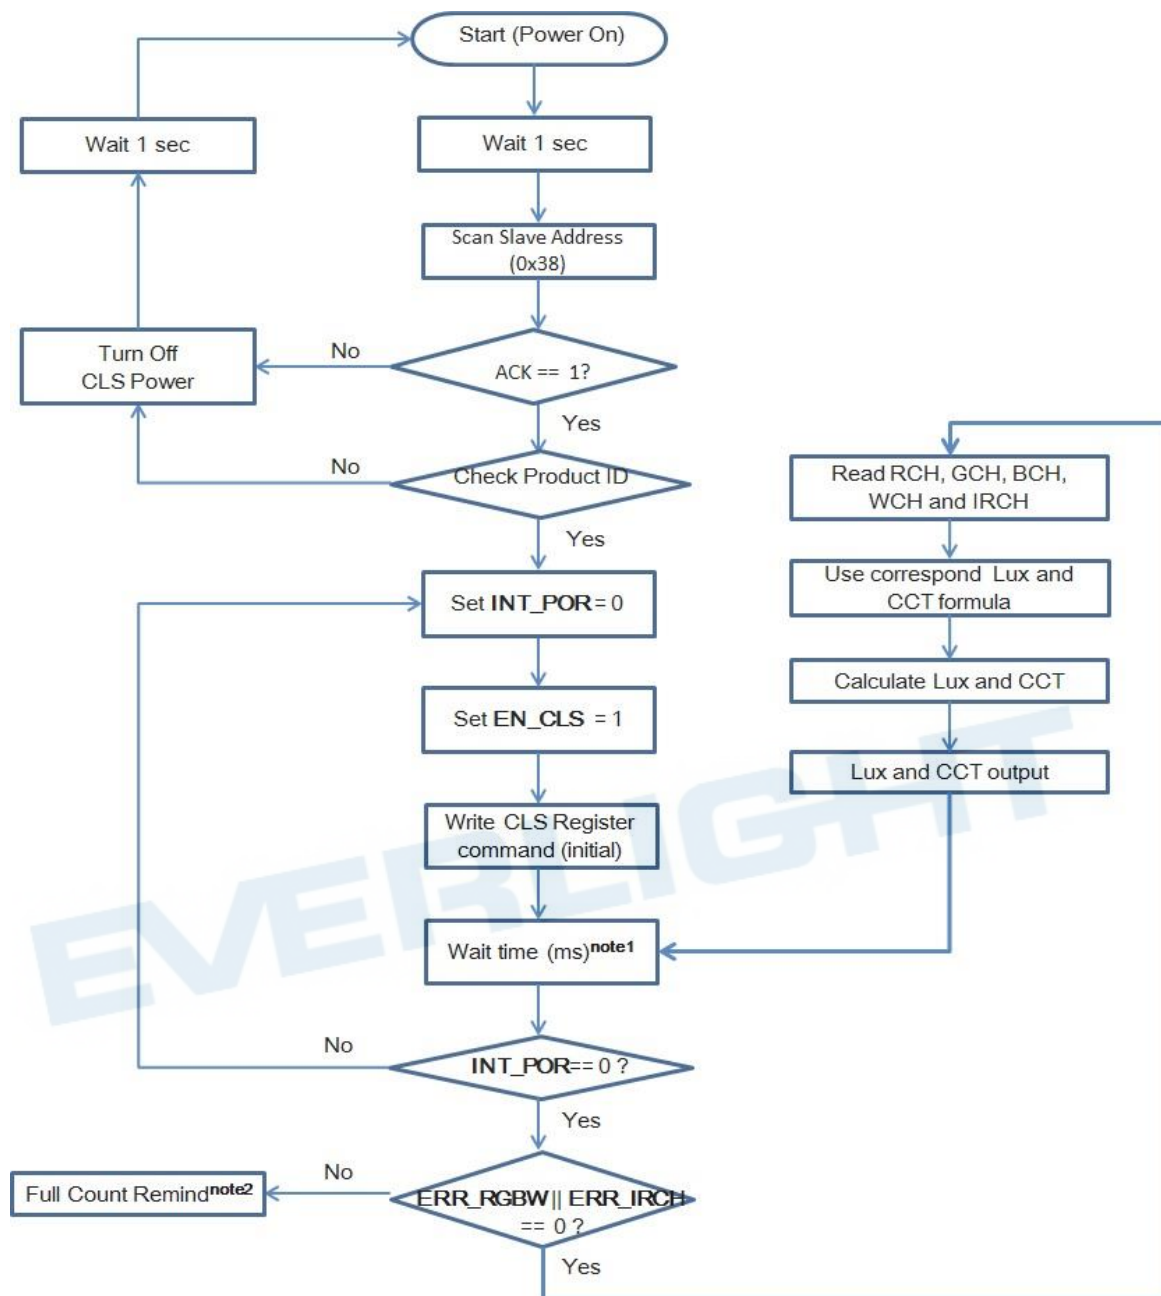 Start (Power On)
Wait 1 sec
Wait 1 sec
Scan Slave Address
(0x38)
Turn Off
CLS Power
No
ACK == 1?
Yes
No
Check Product ID
Yes
Read RCH, GCH, BCH,
WCH and IRCH
Set INT_POR = 0
Use correspond Lux and
CCT formula
Set EN_CLS = 1
Calculate Lux and CCT
Lux and CCT output
Write CLS Register
command (initial)
EVERLIGHT
Wait time (ms)note1
No
INT_POR== 0 ?
Yes
No
Full Count Remindnote2
ERR_RGBW || ERR_IRCH
== 0 ?
Yes